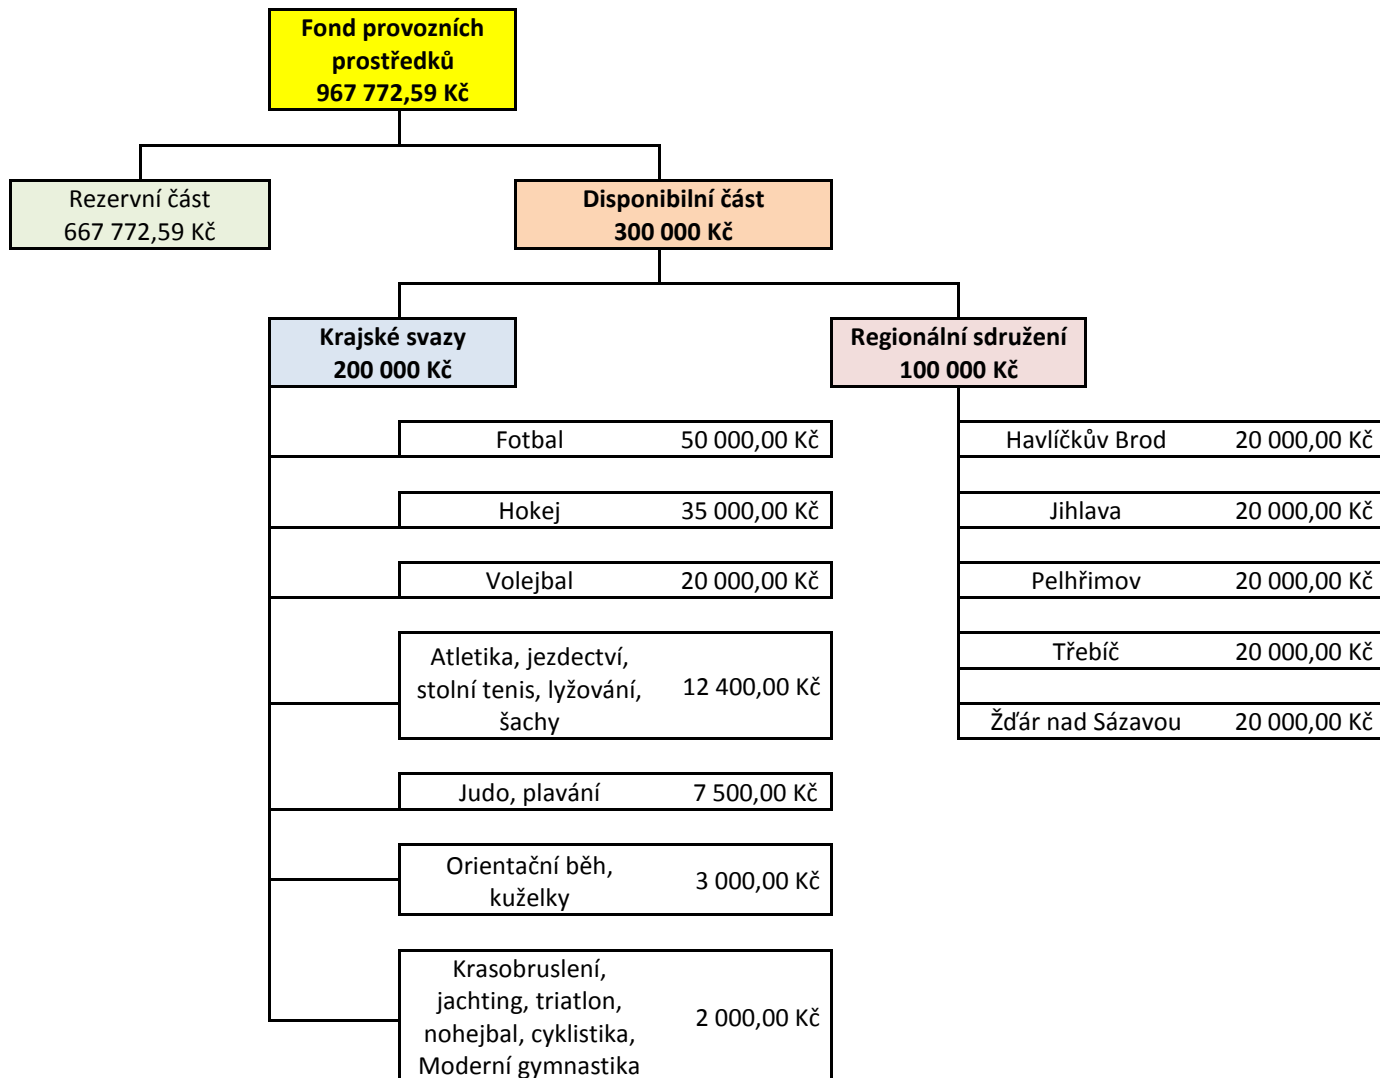 Fond provozních
prostředků
967 772,59 Kč
Rezervní část
667 772,59 Kč
Disponibilní část
300 000 Kč
Krajské svazy
200 000 Kč
Regionální sdružení
100 000 Kč
Fotbal 50 000,00 Kč
Havlíčkův Brod 20 000,00 Kč
Hokej 35 000,00 Kč
Jihlava 20 000,00 Kč
Volejbal 20 000,00 Kč
Pelhřimov 20 000,00 Kč
Atletika, jezdectví,
stolní tenis, lyžování,
šachy
12 400,00 Kč
Třebíč 20 000,00 Kč
Žďár nad Sázavou 20 000,00 Kč
Judo, plavání 7 500,00 Kč
Orientační běh,
kuželky
3 000,00 Kč
Krasobruslení,
jachting, triatlon,
nohejbal, cyklistika,
Moderní gymnastika
2 000,00 Kč